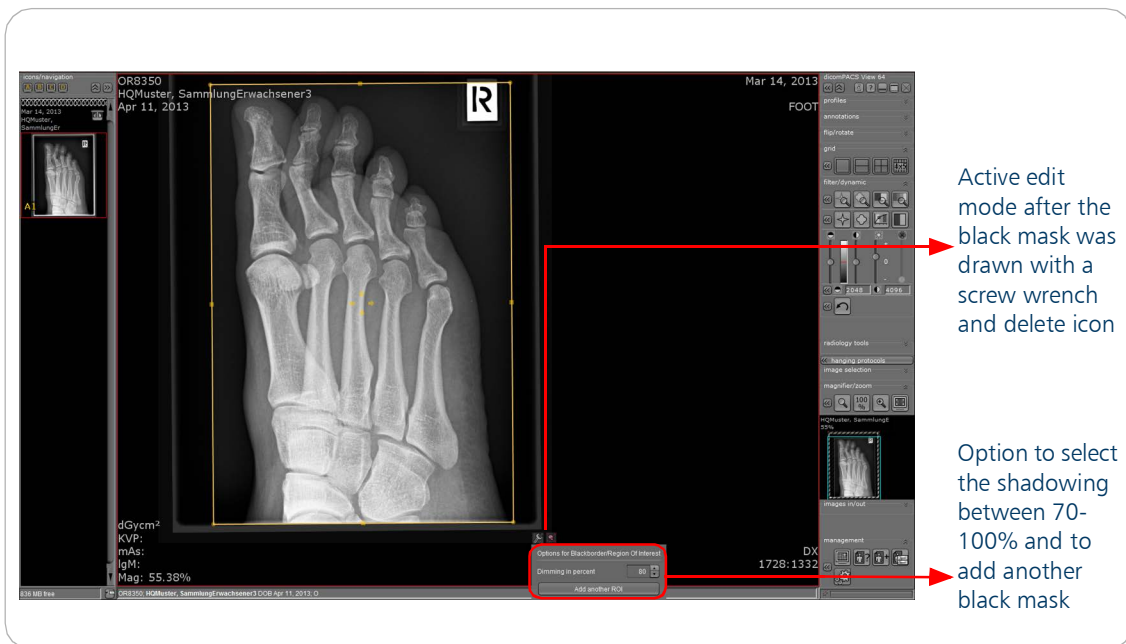 icons/navigation
Mar 14, 2013
HQMuster,
SammlungEr
R
A1
836 MB free
OR8350
HQMuster, SammlungErwachsener3
Apr 11, 2013
R
Mar 14, 2013
FOOT
dGycm²
KVP:
mAs:
IgM:
Mag: 55.38%
DX
1728:1332
Options for Blackborder/Region Of Interest
Dimming in percent 80
Add another ROI
OR8350; HQMuster, SammlungErwachsener3 DOB Apr 11, 2013; O
dicomPACS View 64
profiles
annotations
flip/rotate
grid
filter/dynamic
+
0
-
2048 4096
radiology tools
hanging protocols
image selection
magnifier/zoom
100
%
HQMuster, SammlungE
55%
images in/out
management
Active edit
mode after the
black mask was
drawn with a
screw wrench
and delete icon
Option to select
the shadowing
between 70-
100% and to
add another
black mask